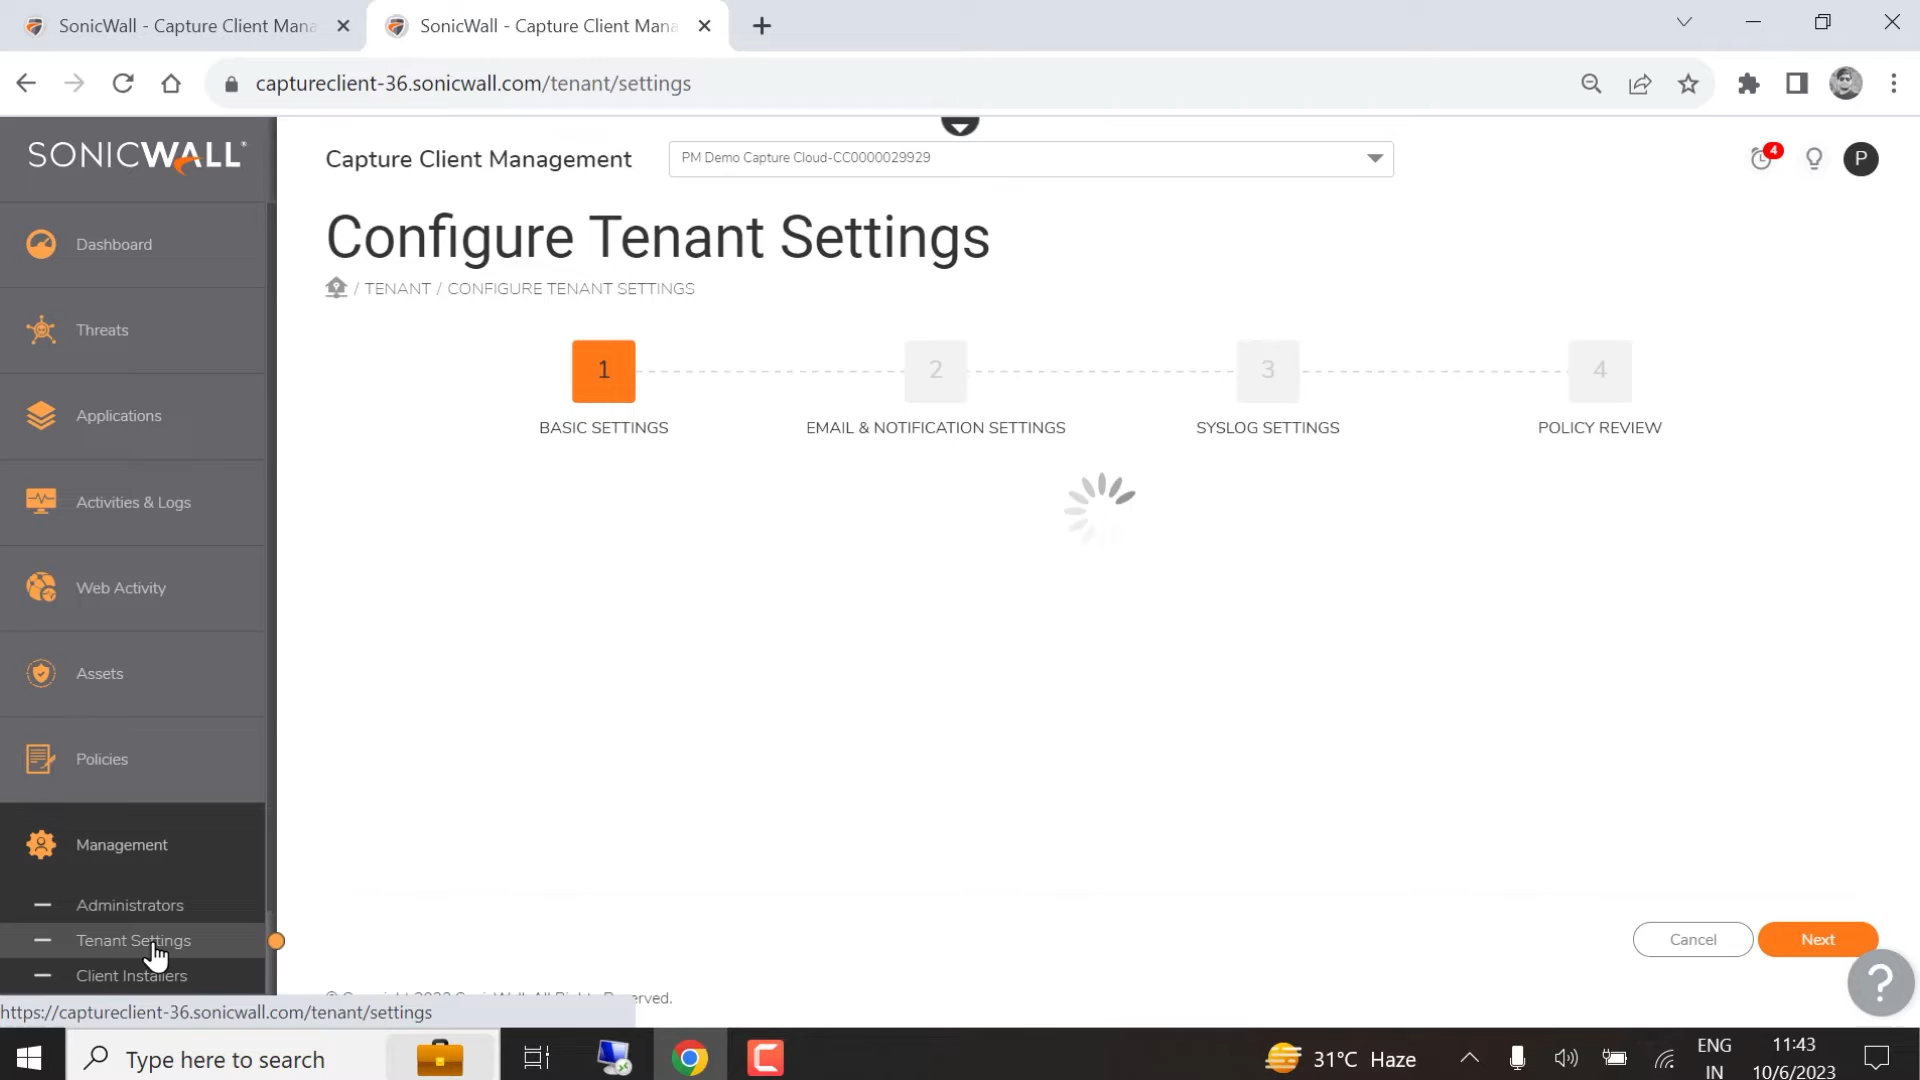 SonicWall - Capture Client Mana
SonicWall - Capture Client Mana
captureclient-36.sonicwall.com/tenant/settings
SONICWALL
Capture Client Management
PM Demo Capture Cloud-CC0000029929
4
P
Configure Tenant Settings
/ TENANT / CONFIGURE TENANT SETTINGS
Dashboard
Threats
Applications
Activities & Logs
Web Activity
Assets
Policies
Management
Administrators
Tenant Settings
Client Installers
1
2
3
4
BASIC SETTINGS
EMAIL & NOTIFICATION SETTINGS
SYSLOG SETTINGS
POLICY REVIEW
Cancel
Next
?
erved.
https://captureclient-36.sonicwall.com/tenant/settings
Type here to search
31°C Haze
ENG
IN
11:43
10/6/2023